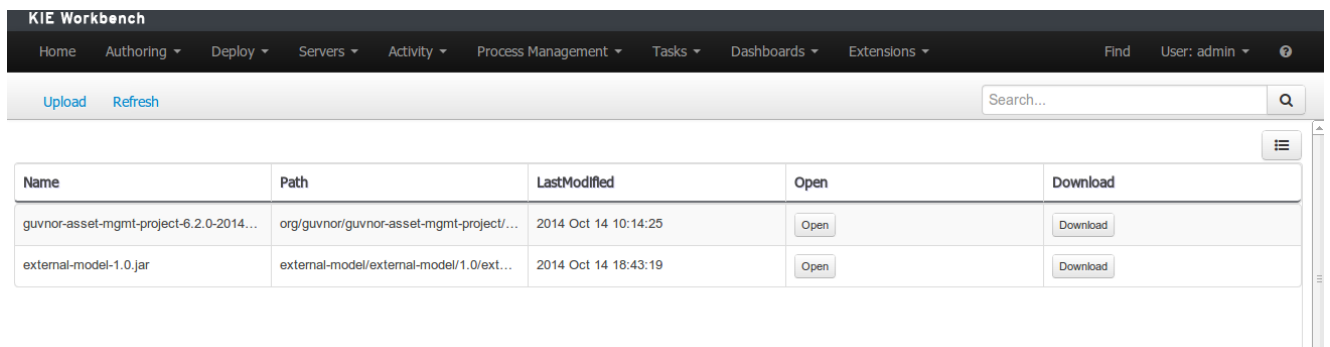 KIE Workbench
Home Authoring Deploy Servers Activity Process Management Tasks Dashboards Extensions Find User: admin
Upload Refresh Search...
Name Path LastModified Open Download
guvnor-asset-mgmt-project-6.2.0-2014... org/guvnor/guvnor-asset-mgmt-project/... 2014 Oct 14 10:14:25 Open Download
external-model-1.0.jar external-model/external-model/1.0/ext... 2014 Oct 14 18:43:19 Open Download